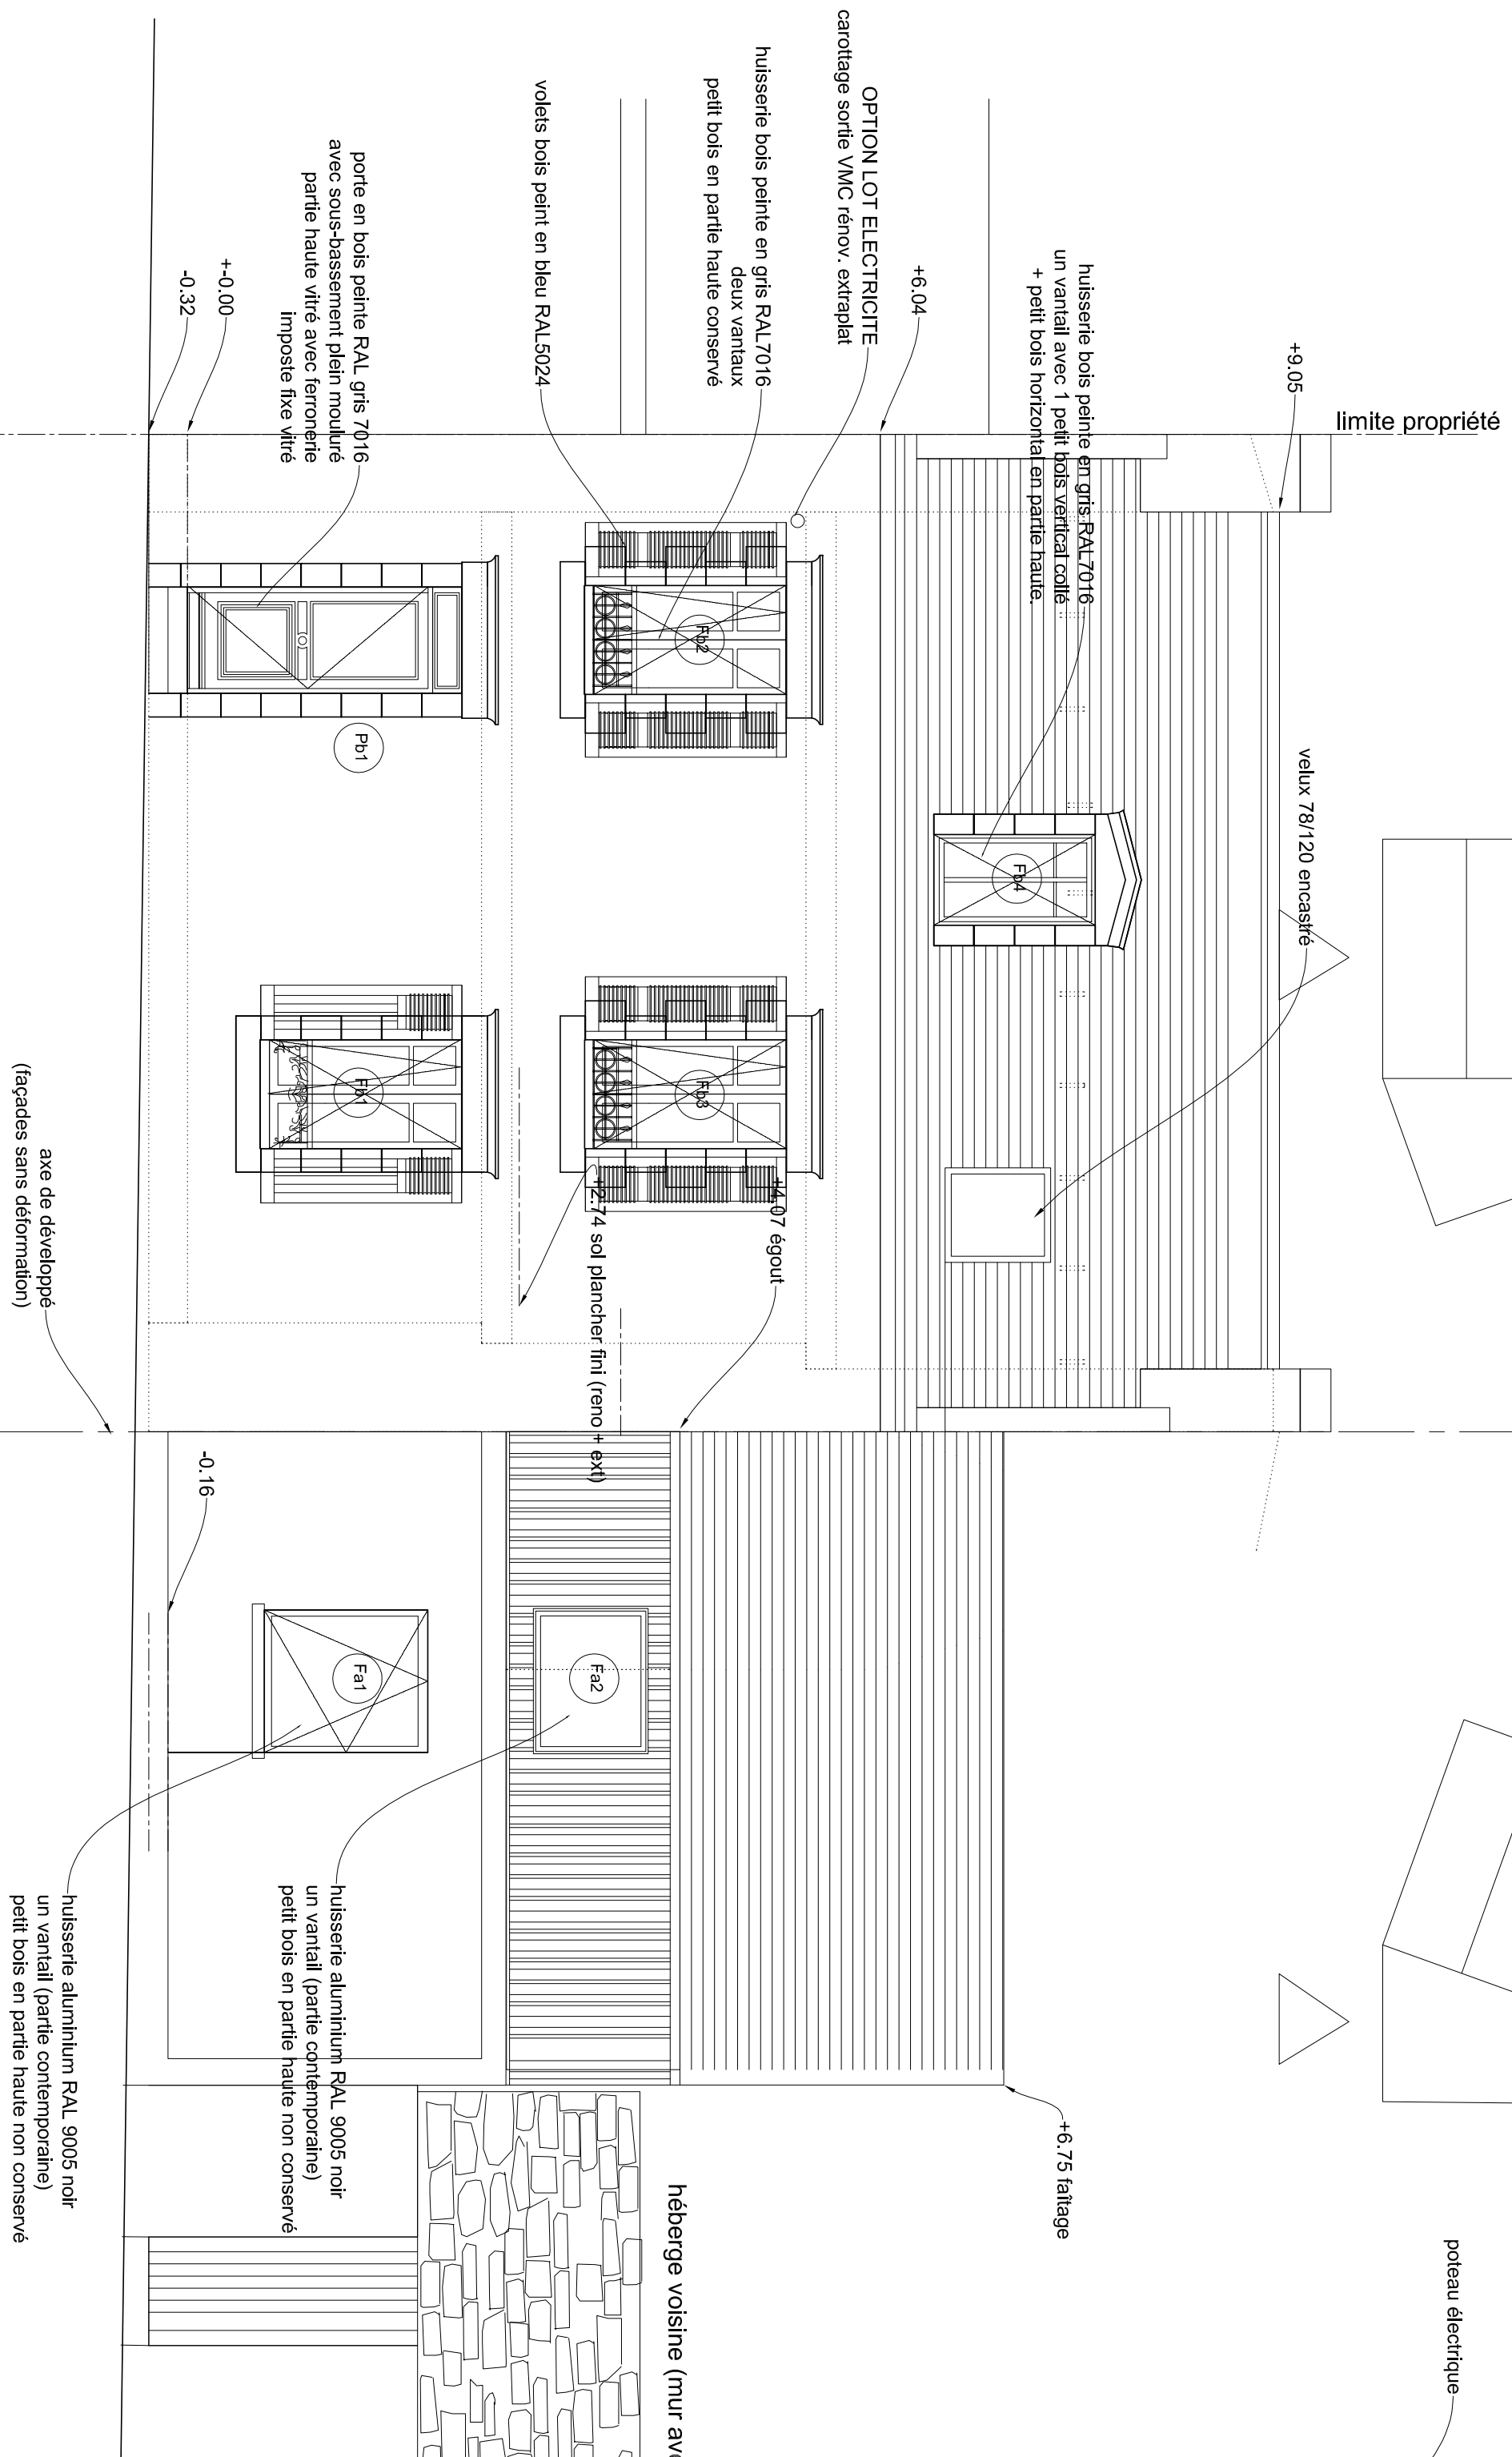 limite propriété
+9.05
velux 78/120 encastré
huisserie bois peinte en gris RAL7016
un vantail avec 1 petit bois vertical collé
+ petit bois horizontal en partie haute.
+6.04
OPTION LOT ELECTRICITE
carottage sortie VMC rénov. extraplat
huisserie bois peinte en gris RAL7016
deux vantaux
petit bois en partie haute conservé
volets bois peint en bleu RAL5024
porte en bois peinte RAL gris 7016
avec sous-bassement plein mouluré
partie haute vitré avec ferronerie
imposte fixe vitré
+-0.00
-0.32
Fb4
Fb2
Fb3
Pb1
Fb1
+4.07 égout
+2.74 sol plancher fini (reno + ext)
axe de développé
(façades sans déformation)
-0.16
Fa2
Fa1
+6.75 faîtage
poteau électrique
héberge voisine (mur ave
huisserie aluminium RAL 9005 noir
un vantail (partie contemporaine)
petit bois en partie haute non conservé
huisserie aluminium RAL 9005 noir
un vantail (partie contemporaine)
petit bois en partie haute non conservé